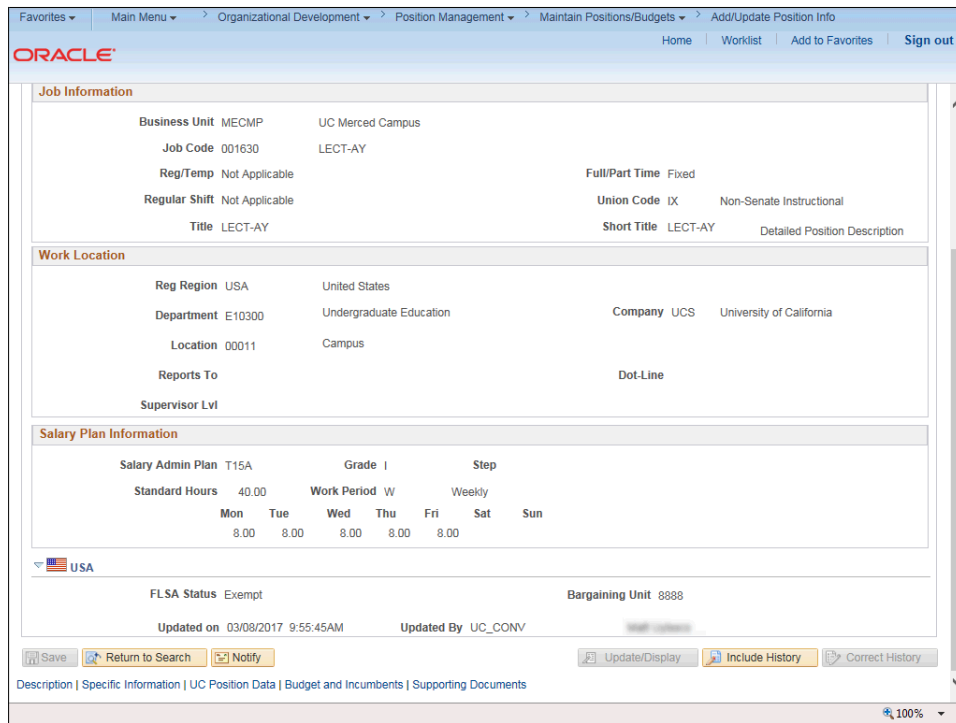 Favorites Main Menu > Organizational Development > Position Management > Maintain Positions/Budgets > Add/Update Position Info
Home Worklist Add to Favorites Sign out
ORACLE
Job Information
Business Unit MECMP UC Merced Campus
Job Code 001630 LECT-AY
Reg/Temp Not Applicable Full/Part Time Fixed
Regular Shift Not Applicable Union Code IX Non-Senate Instructional
Title LECT-AY Short Title LECT-AY Detailed Position Description
Work Location
Reg Region USA United States
Department E10300 Undergraduate Education Company UCS University of California
Location 00011 Campus
Reports To Dot-Line
Supervisor Lvl
Salary Plan Information
Salary Admin Plan T15A Grade I Step
Standard Hours 40.00 Work Period W Weekly
Mon Tue Wed Thu Fri Sat Sun
8.00 8.00 8.00 8.00 8.00
USA
FLSA Status Exempt Bargaining Unit 8888
Updated on 03/08/2017 9:55:45AM Updated By UC_CONV
Save Return to Search Notify Update/Display Include History Correct History
Description | Specific Information | UC Position Data | Budget and Incumbents | Supporting Documents
100%